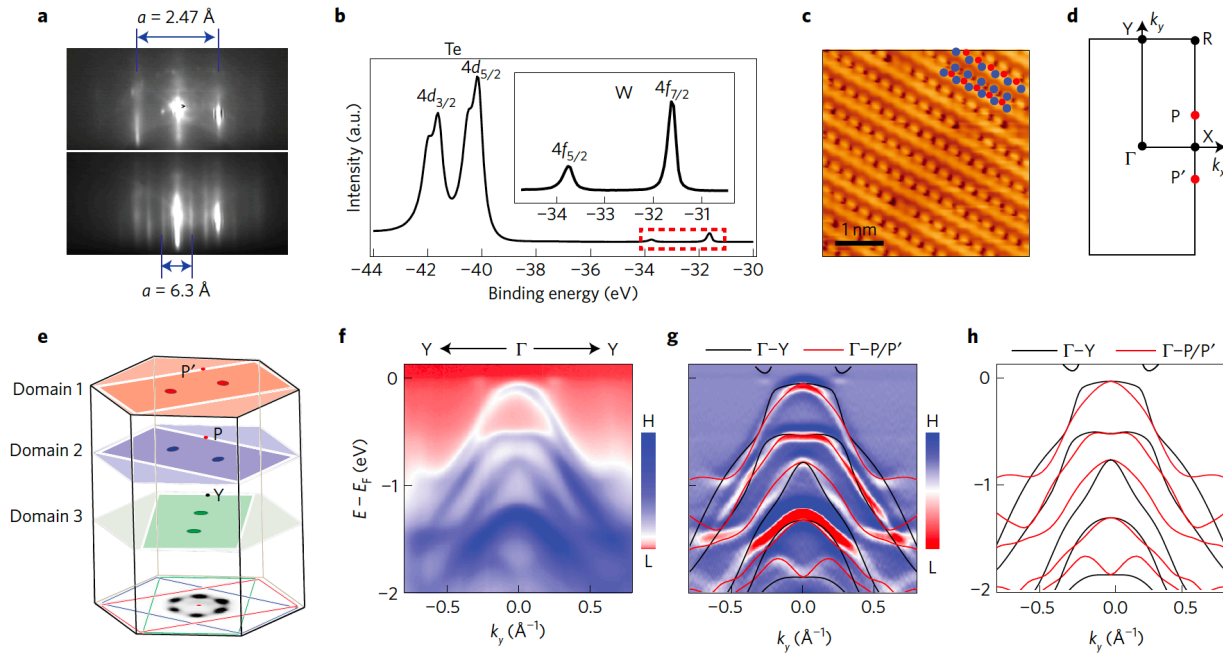 a
a = 2.47 Å
a = 6.3 Å
b
Te
4d3/2
4d5/2
W
4f5/2
4f7/2
−34 −33 −32 −31
Intensity (a.u.)
−44 −42 −40 −38 −36 −34 −32 −30
Binding energy (eV)
c
1 nm
d
Y
ky
R
P
Γ
X
kx
P′
e
Domain 1
P′
Domain 2
P
Domain 3
Y
f
Y Γ Y
0
−1
−2
E − EF (eV)
−0.5 0.0 0.5
ky (Å−1)
H
L
g
Γ−Y Γ−P/P′
0
−1
−2
−0.5 0.0 0.5
ky (Å−1)
H
L
h
Γ−Y Γ−P/P′
0
−1
−2
−0.5 0.0 0.5
ky (Å−1)